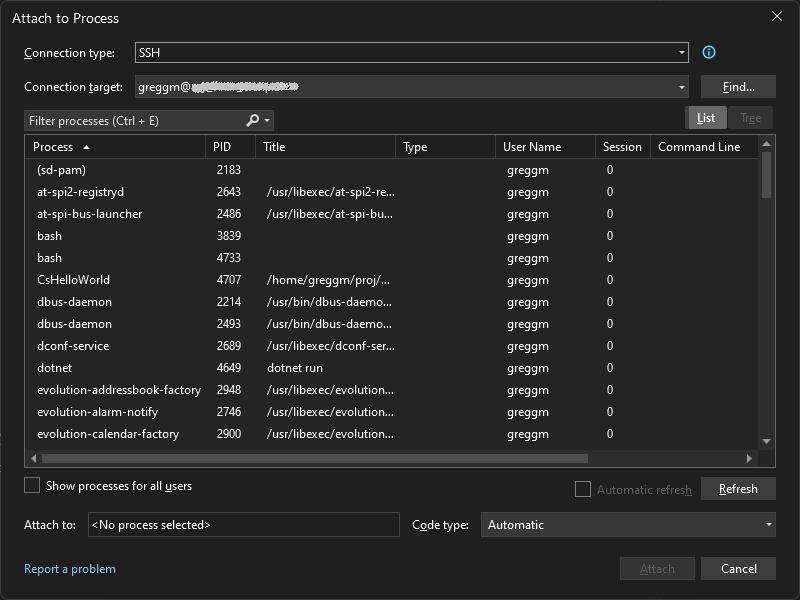 Attach to Process
Connection type: SSH
Connection target: greggm@ Find...
Filter processes (Ctrl + E) List Tree
Process PID Title Type User Name Session Command Line
(sd-pam) 2183 greggm 0
at-spi2-registryd 2643 /usr/libexec/at-spi2-re... greggm 0
at-spi-bus-launcher 2486 /usr/libexec/at-spi-bu... greggm 0
bash 3839 greggm 0
bash 4733 greggm 0
CsHelloWorld 4707 /home/greggm/proj/... greggm 0
dbus-daemon 2214 /usr/bin/dbus-daemo... greggm 0
dbus-daemon 2493 /usr/bin/dbus-daemo... greggm 0
dconf-service 2689 /usr/libexec/dconf-ser... greggm 0
dotnet 4649 dotnet run greggm 0
evolution-addressbook-factory 2948 /usr/libexec/evolution... greggm 0
evolution-alarm-notify 2746 /usr/libexec/evolution... greggm 0
evolution-calendar-factory 2900 /usr/libexec/evolution... greggm 0
Show processes for all users Automatic refresh Refresh
Attach to: <No process selected> Code type: Automatic
Report a problem Attach Cancel